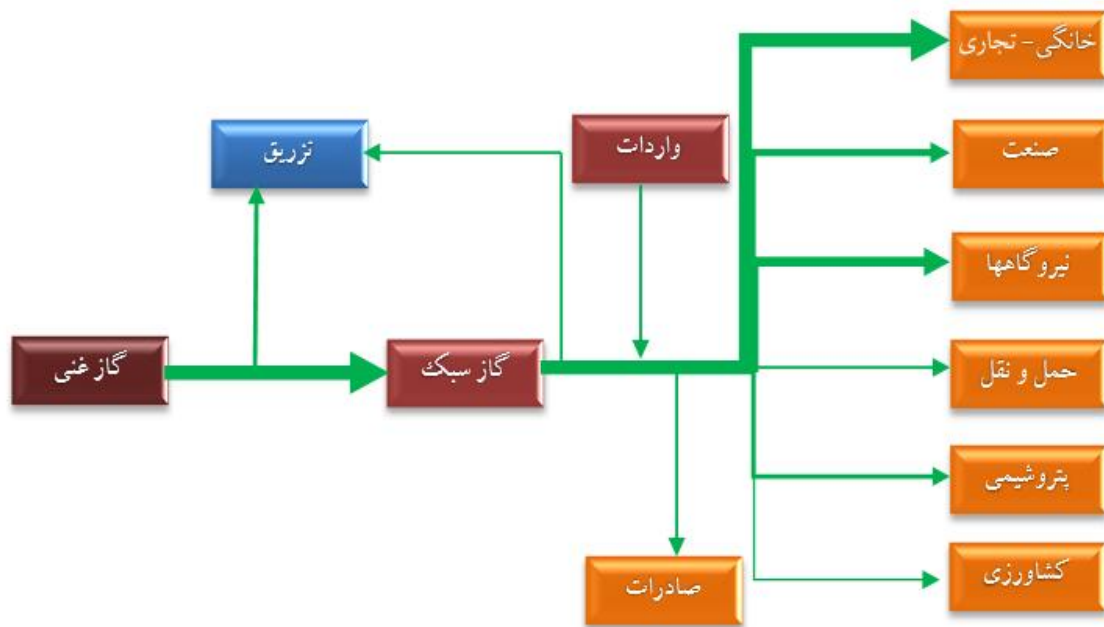 خانگی- تجاری
تزریق
واردات
صنعت
نیروگاهها
گاز غنی
گاز سبک
حمل و نقل
پتروشیمی
صادرات
کشاورزی